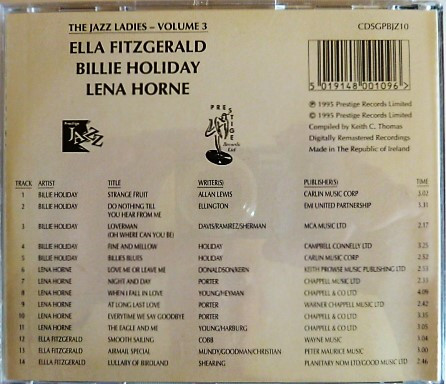 THE JAZZ LADIES – VOLUME 3 CDSGPBJZ10
ELLA FITZGERALD
BILLIE HOLIDAY
LENA HORNE
5 019148 001096
Prestige
JAZZ
PRESTIGE
Records
Ltd
℗ 1995 Prestige Records Limited
© 1995 Prestige Records Limited
Compiled by Keith C. Thomas
Digitally Remastered Recordings
Made in The Republic of Ireland
TRACK ARTIST TITLE WRITER(S) PUBLISHER(S) TIME
1 BILLIE HOLIDAY STRANGE FRUIT ALLAN LEWIS CARLIN MUSIC CORP 3.02
2 BILLIE HOLIDAY DO NOTHING TILL ELLINGTON EMI UNITED PARTNERSHIP 3.31
YOU HEAR FROM ME
3 BILLIE HOLIDAY LOVERMAN DAVIS/RAMIREZ/SHERMAN MCA MUSIC LTD 2.17
(OH WHERE CAN YOU BE)
4 BILLIE HOLIDAY FINE AND MELLOW HOLIDAY CAMPBELL CONNELLY LTD 3.25
5 BILLIE HOLIDAY BILLIES BLUES HOLIDAY CARLIN MUSIC CORP 2.52
6 LENA HORNE LOVE ME OR LEAVE ME DONALDSON/KERN KEITH PROWSE MUSIC PUBLISHING LTD 2.53
7 LENA HORNE NIGHT AND DAY PORTER CHAPPELL MUSIC LTD
8 LENA HORNE WHEN I FALL IN LOVE YOUNG/HEYMAN CHAPPELL & CO LTD
9 LENA HORNE AT LONG LAST LOVE PORTER WARNER CHAPPELL MUSIC LTD 2.42
10 LENA HORNE EVERYTIME WE SAY GOODBYE PORTER CHAPPELL & CO LTD 3.35
11 LENA HORNE THE EAGLE AND ME YOUNG/HARBURG CHAPPELL & CO LTD 3.05
12 ELLA FITZGERALD SMOOTH SAILING COBB WAYNE MUSIC 3.04
13 ELLA FITZGERALD AIRMAIL SPECIAL MUNDY/GOODMAN/CHRISTIAN PETER MAURICE MUSIC 3.00
14 ELLLA FITZGERALD LULLABY OF BIRDLAND SHEARING PLANETARY NOM LTD/GOOD MUSIC LTD 2.46